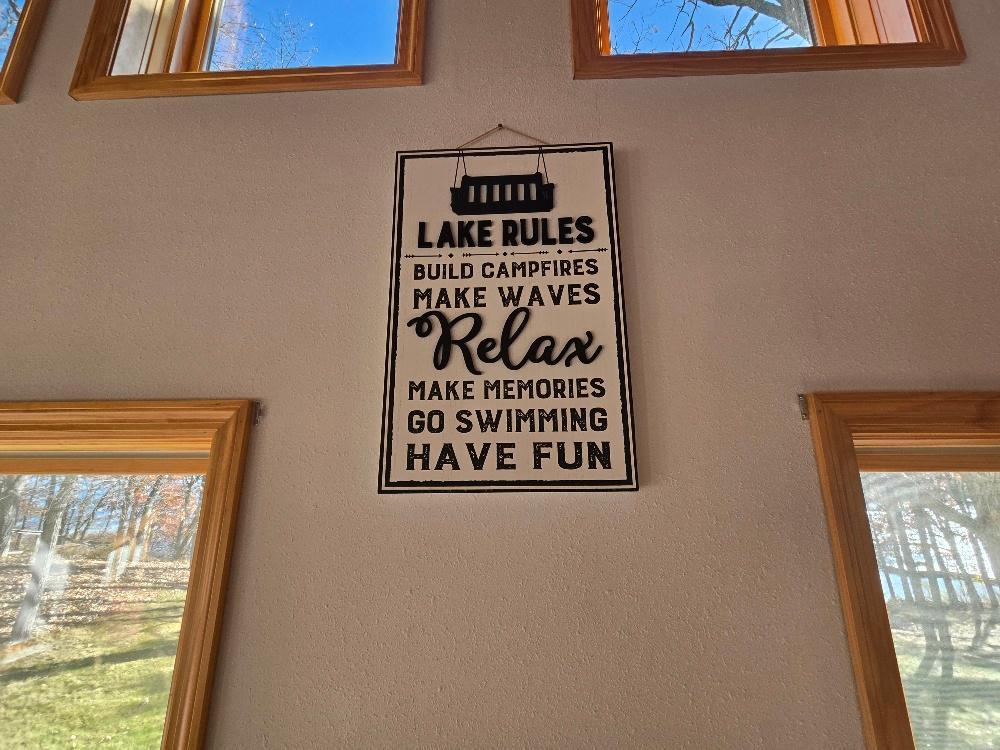 LAKE RULES
BUILD CAMPFIRES
MAKE WAVES
Relax
MAKE MEMORIES
GO SWIMMING
HAVE FUN